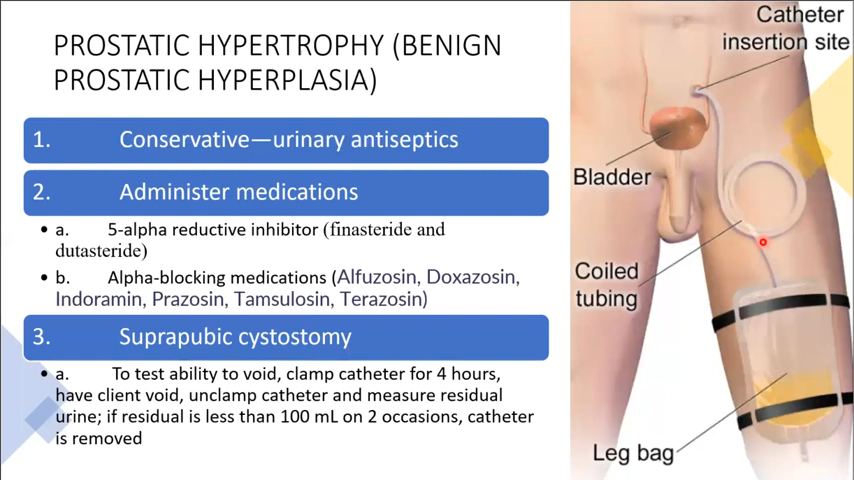 PROSTATIC HYPERTROPHY (BENIGN
PROSTATIC HYPERPLASIA)
1. Conservative—urinary antiseptics
2. Administer medications
• a. 5-alpha reductive inhibitor (finasteride and
dutasteride)
• b. Alpha-blocking medications (Alfuzosin, Doxazosin,
Indoramin, Prazosin, Tamsulosin, Terazosin)
3. Suprapubic cystostomy
• a. To test ability to void, clamp catheter for 4 hours,
have client void, unclamp catheter and measure residual
urine; if residual is less than 100 mL on 2 occasions, catheter
is removed
Catheter
insertion site
Bladder
Coiled
tubing
Leg bag